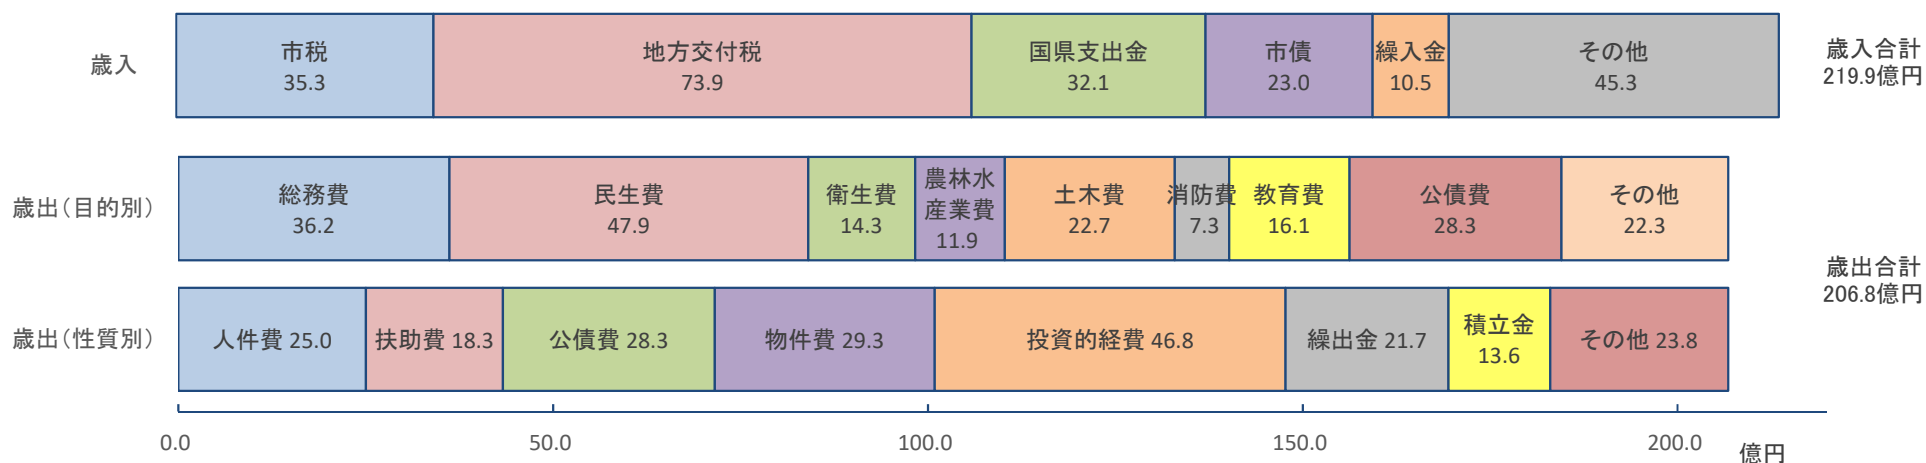 歳入
市税
35.3
地方交付税
73.9
国県支出金
32.1
市債
23.0
繰入金
10.5
その他
45.3
歳入合計
219.9億円
歳出(目的別)
総務費
36.2
民生費
47.9
衛生費
14.3
農林水
産業費
11.9
土木費
22.7
消防費
7.3
教育費
16.1
公債費
28.3
その他
22.3
歳出合計
206.8億円
歳出(性質別)
人件費 25.0
扶助費 18.3
公債費 28.3
物件費 29.3
投資的経費 46.8
繰出金 21.7
積立金
13.6
その他 23.8
0.0
50.0
100.0
150.0
200.0
億円